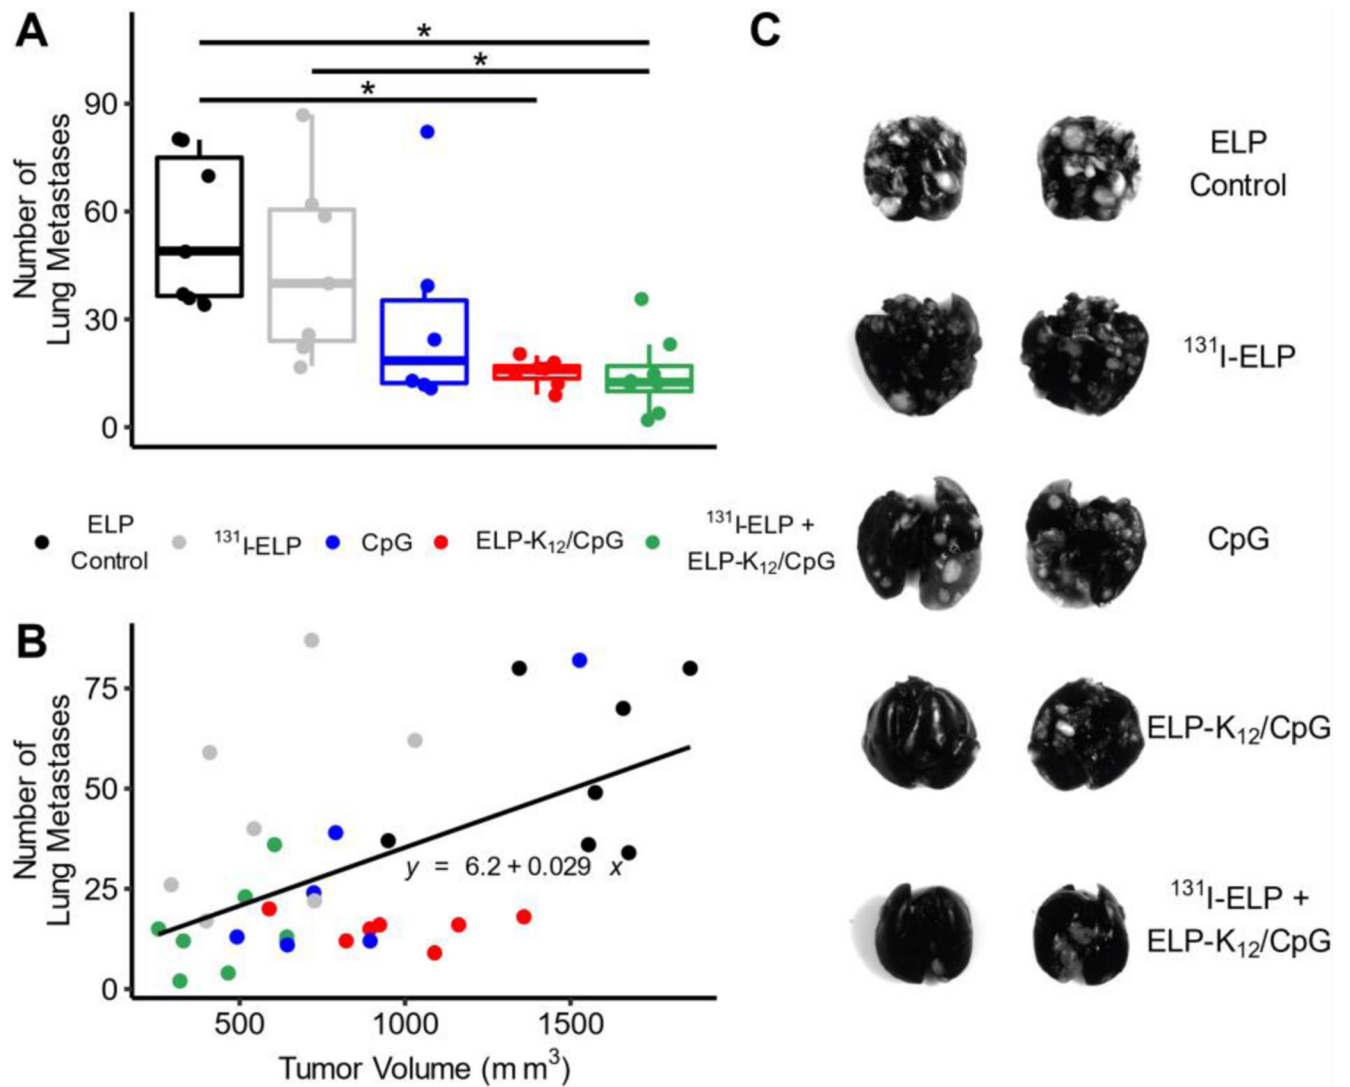 A
*
*
*
Number of
Lung Metastases
90
60
30
0
ELP
Control
¹³¹I-ELP
CpG
ELP-K₁₂/CpG
¹³¹I-ELP +
ELP-K₁₂/CpG
B
Number of
Lung Metastases
75
50
25
0
y = 6.2 + 0.029 x
500
1000
1500
Tumor Volume (mm³)
C
ELP
Control
¹³¹I-ELP
CpG
ELP-K₁₂/CpG
¹³¹I-ELP +
ELP-K₁₂/CpG